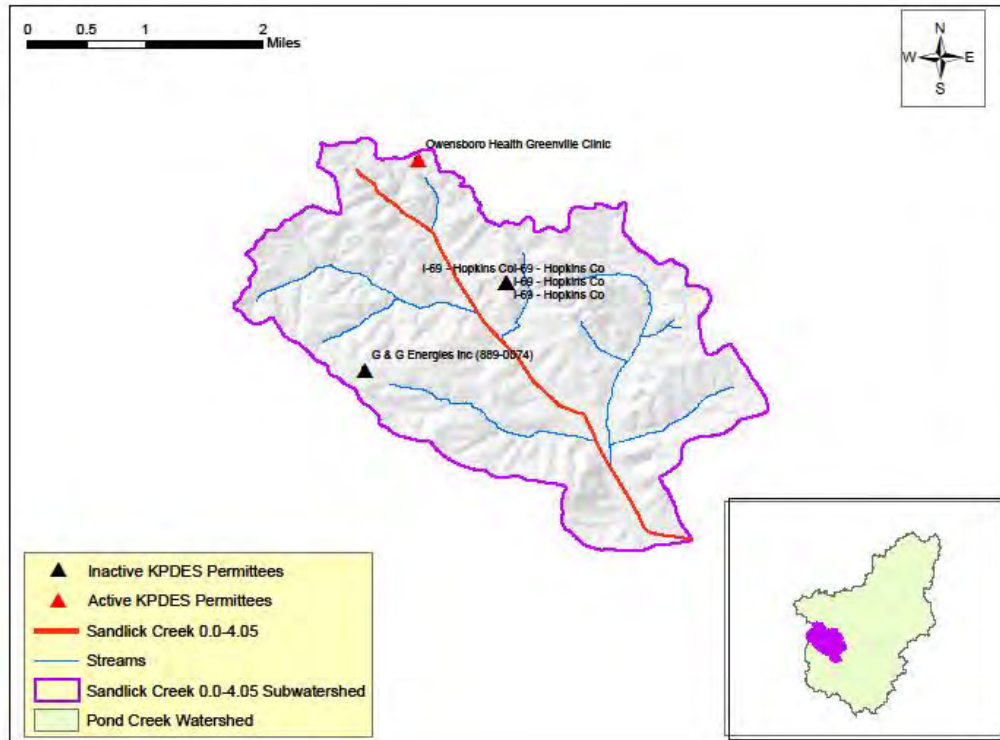 0 0.5 1 2
Miles
N
W E
S
Owensboro Health Greenville Clinic
I-69 - Hopkins CoI-69 - Hopkins Co
I-69 - Hopkins Co
I-69 - Hopkins Co
G & G Energies Inc (889-0574)
Inactive KPDES Permittees
Active KPDES Permittees
Sandlick Creek 0.0-4.05
Streams
Sandlick Creek 0.0-4.05 Subwatershed
Pond Creek Watershed